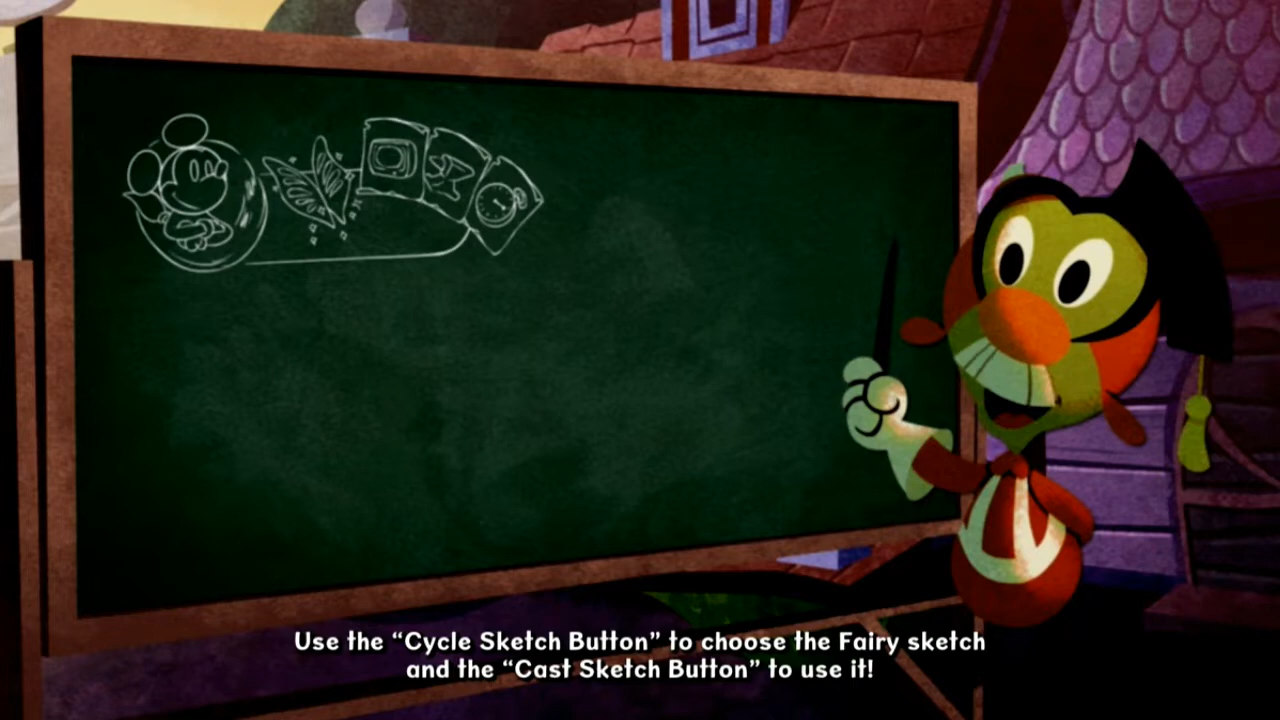 Use the “Cycle Sketch Button” to choose the Fairy sketch
and the “Cast Sketch Button” to use it!